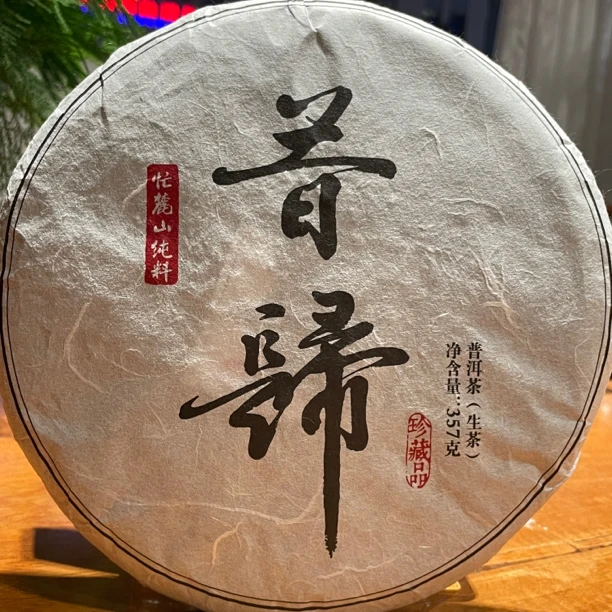 昔歸
忙麓山纯料
普洱茶（生茶）
净含量：357克
珍藏品